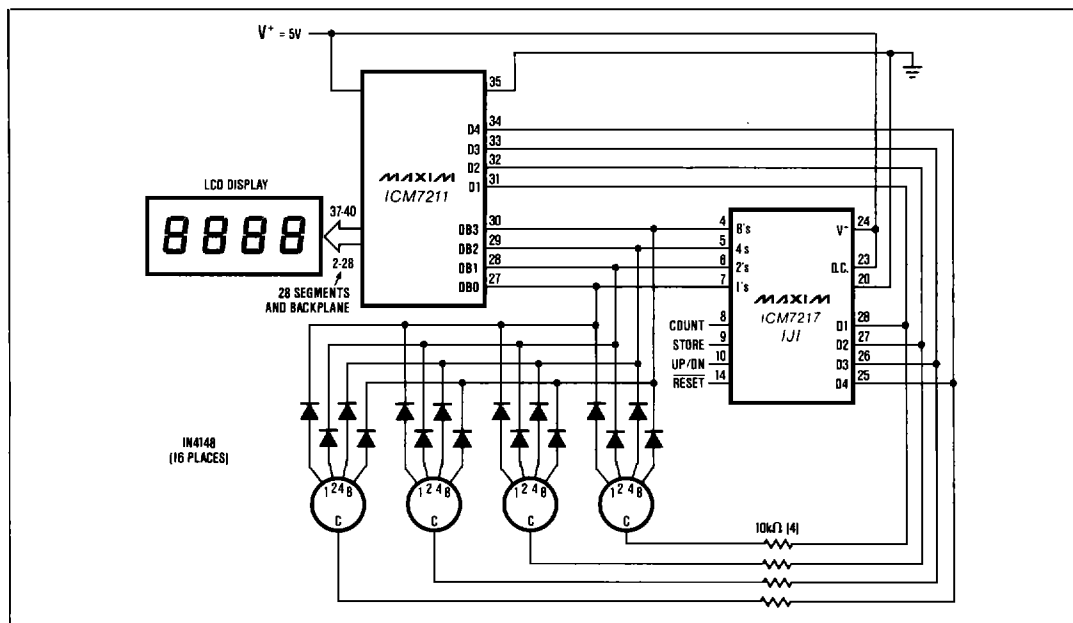 V+ = 5V
35
D4 34
D3 33
D2 32
D1 31
MAXIM
ICM7211
LCD DISPLAY
8888
37-40
2-28
28 SEGMENTS
AND BACKPLANE
DB3 30
DB2 29
DB1 28
DB0 27
4 8's
5 4s
6 2's
7 1's
V- 24
D.C. 23
20
MAXIM
ICM7217
IJI
COUNT 8
STORE 9
UP/DN 10
RESET 14
D1 28
D2 27
D3 26
D4 25
IN4148
(16 PLACES)
1 2 4 8
C
1 2 4 8
C
1 2 4 8
C
1 2 4 8
C
10kΩ (4)